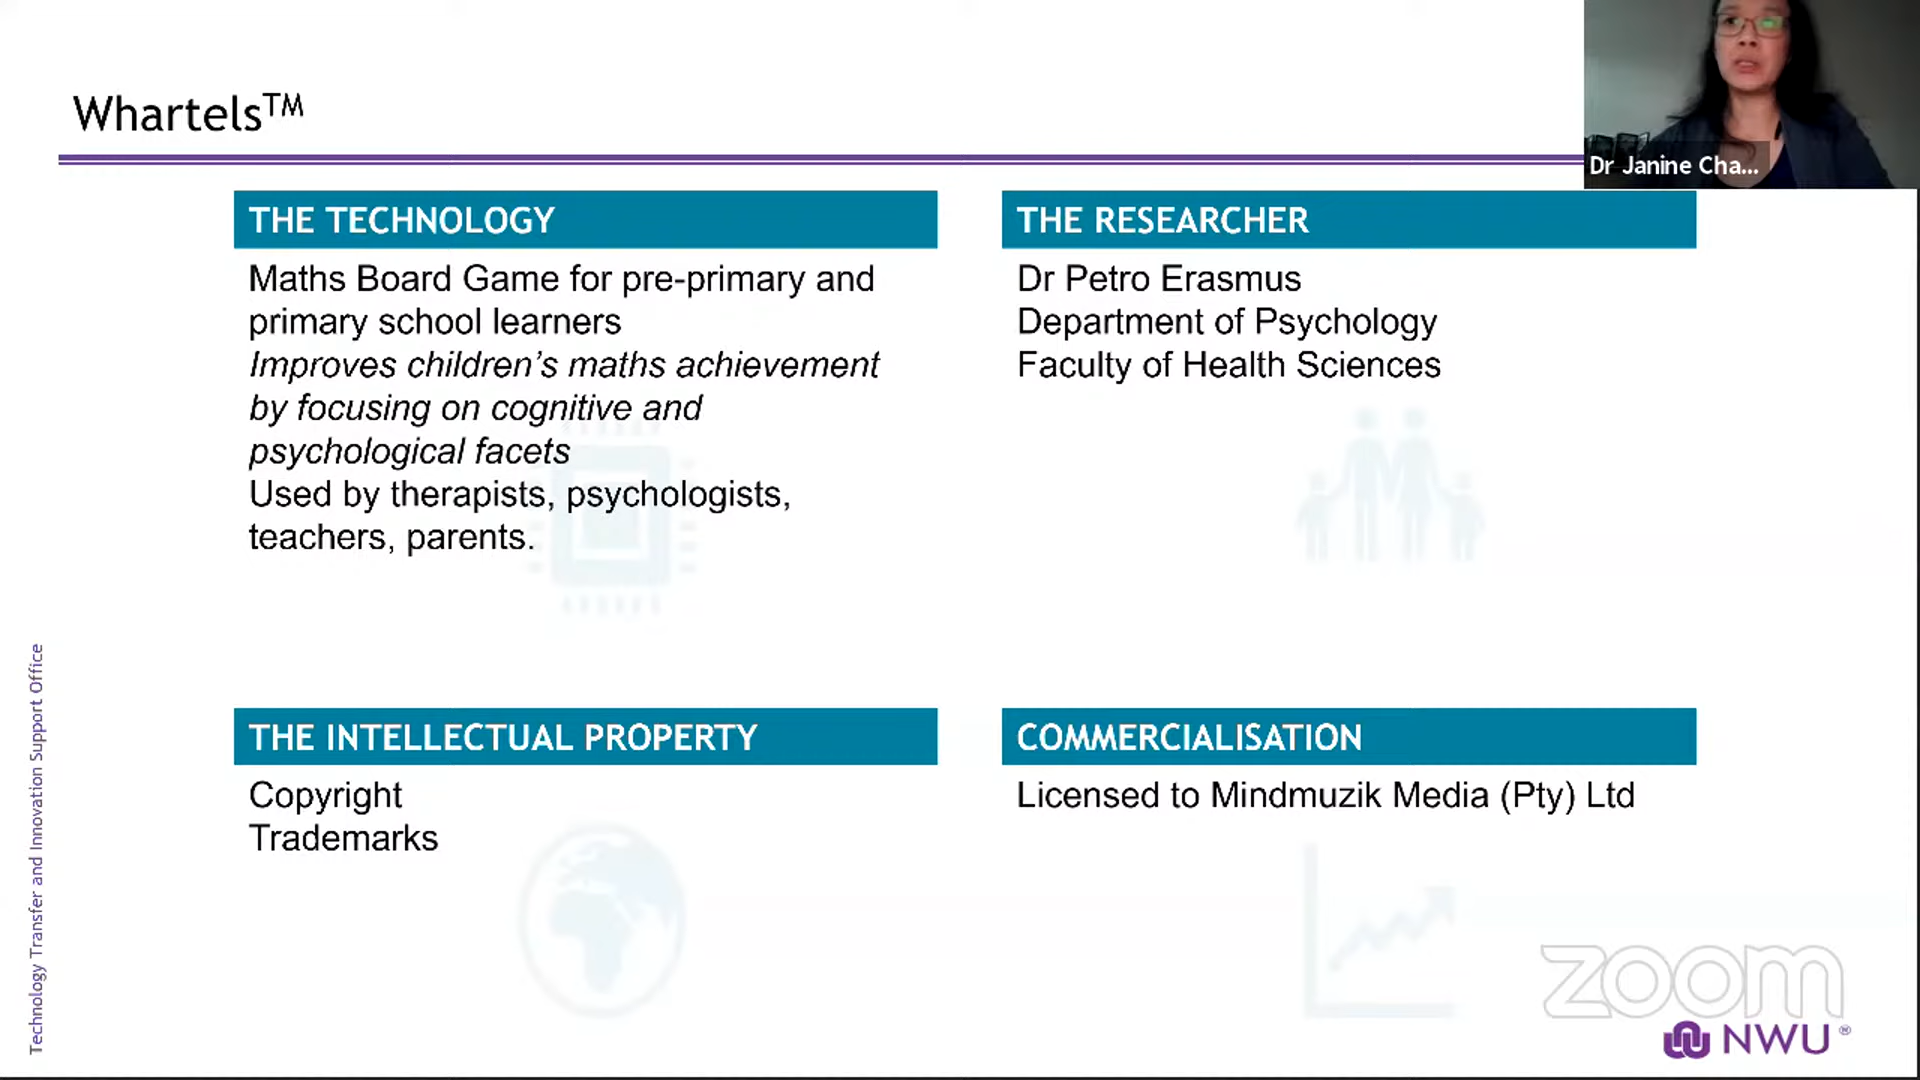 Whartels™
Dr Janine Cha...
THE TECHNOLOGY
Maths Board Game for pre-primary and
primary school learners
Improves children's maths achievement
by focusing on cognitive and
psychological facets
Used by therapists, psychologists,
teachers, parents.
THE RESEARCHER
Dr Petro Erasmus
Department of Psychology
Faculty of Health Sciences
THE INTELLECTUAL PROPERTY
Copyright
Trademarks
COMMERCIALISATION
Licensed to Mindmuzik Media (Pty) Ltd
Technology Transfer and Innovation Support Office
zoom
NWU®